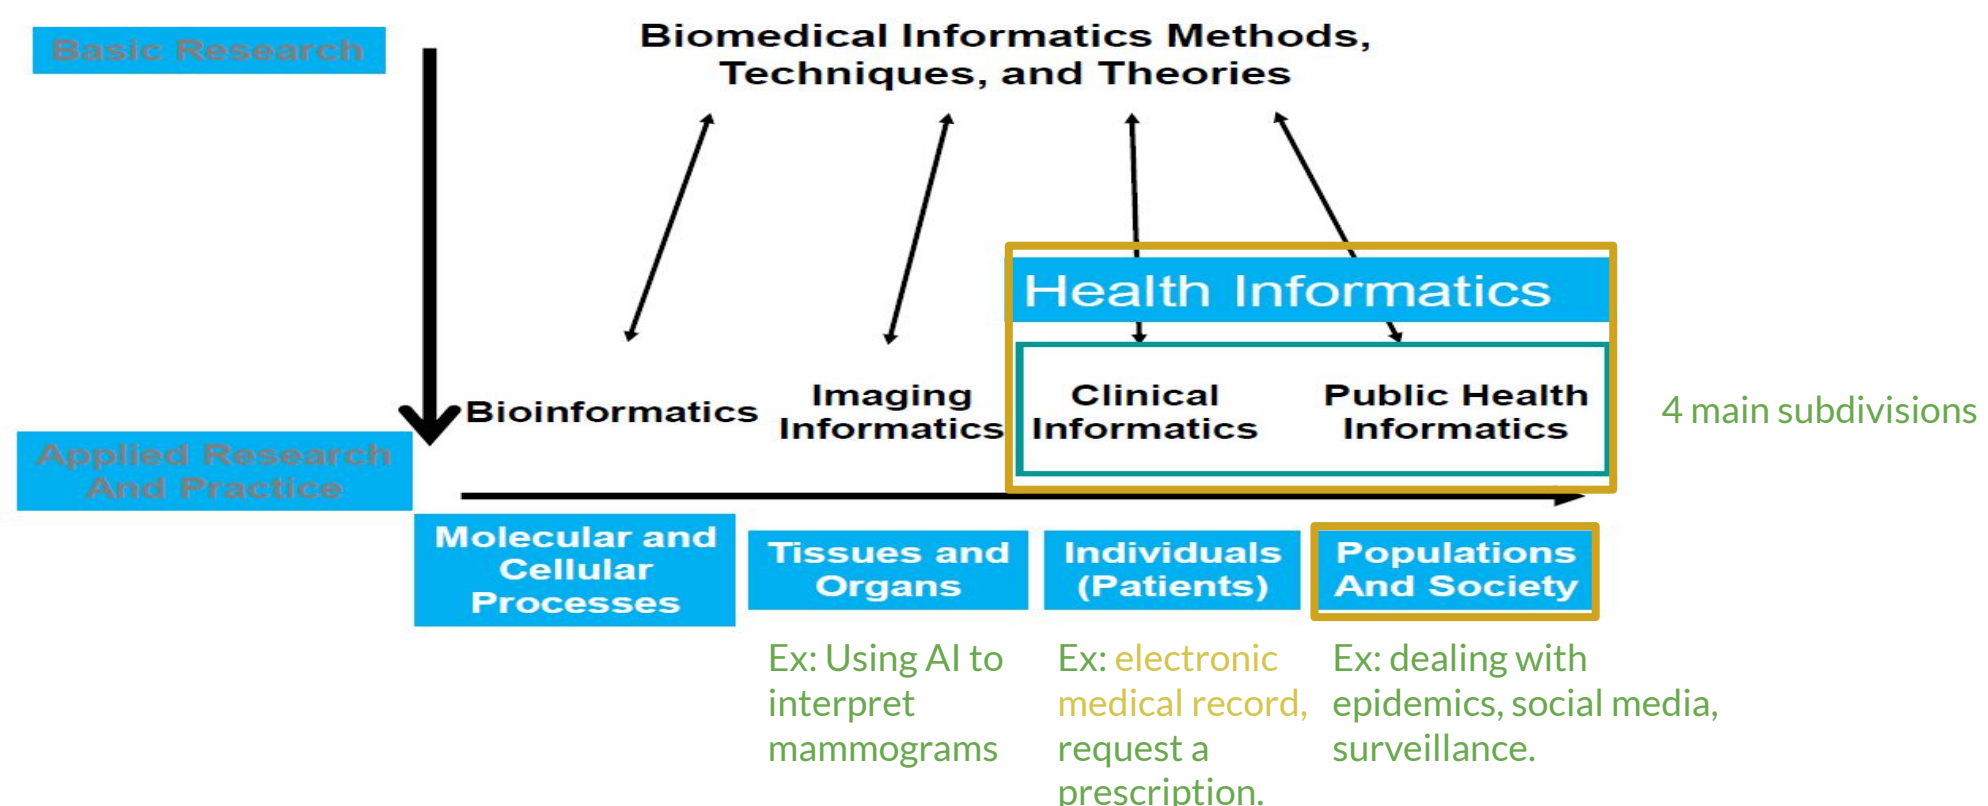 Basic Research
Biomedical Informatics Methods,
Techniques, and Theories
Health Informatics
Bioinformatics
Imaging
Informatics
Clinical
Informatics
Public Health
Informatics
4 main subdivisions
Applied Research
And Practice
Molecular and
Cellular
Processes
Tissues and
Organs
Individuals
(Patients)
Populations
And Society
Ex: Using AI to
interpret
mammograms
Ex: electronic
medical record,
request a
prescription.
Ex: dealing with
epidemics, social media,
surveillance.